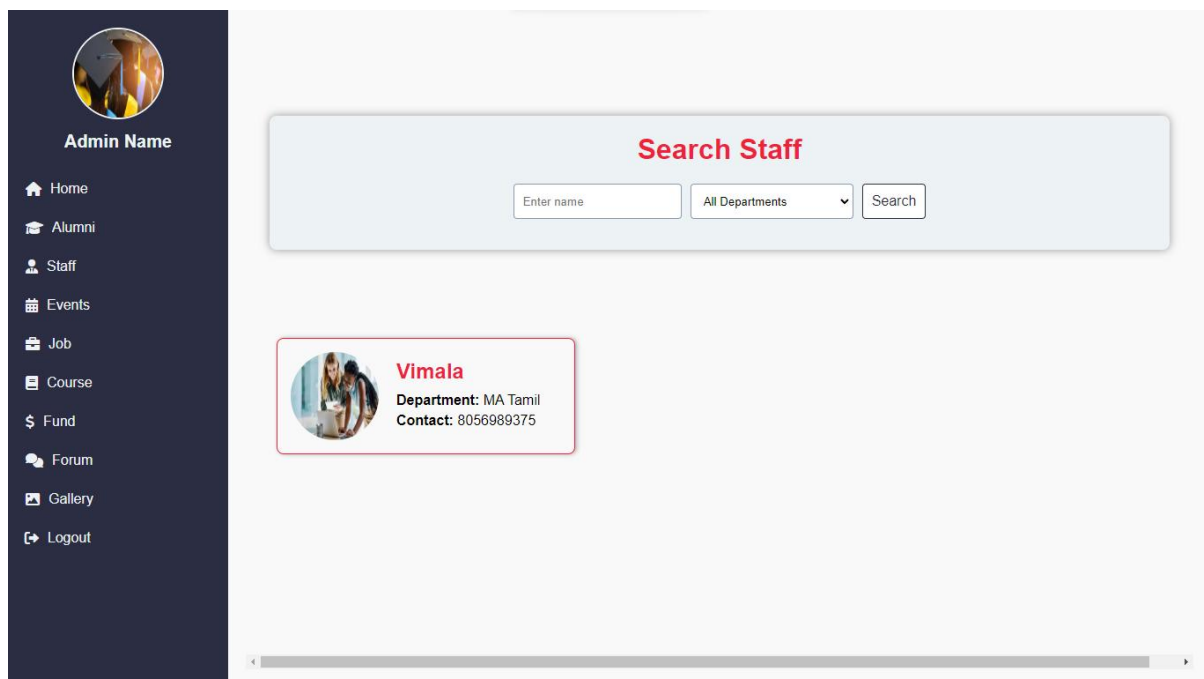 Admin Name
Home
Alumni
Staff
Events
Job
Course
$ Fund
Forum
Gallery
Logout
Search Staff
Enter name
All Departments
Search
Vimala
Department: MA Tamil
Contact: 8056989375